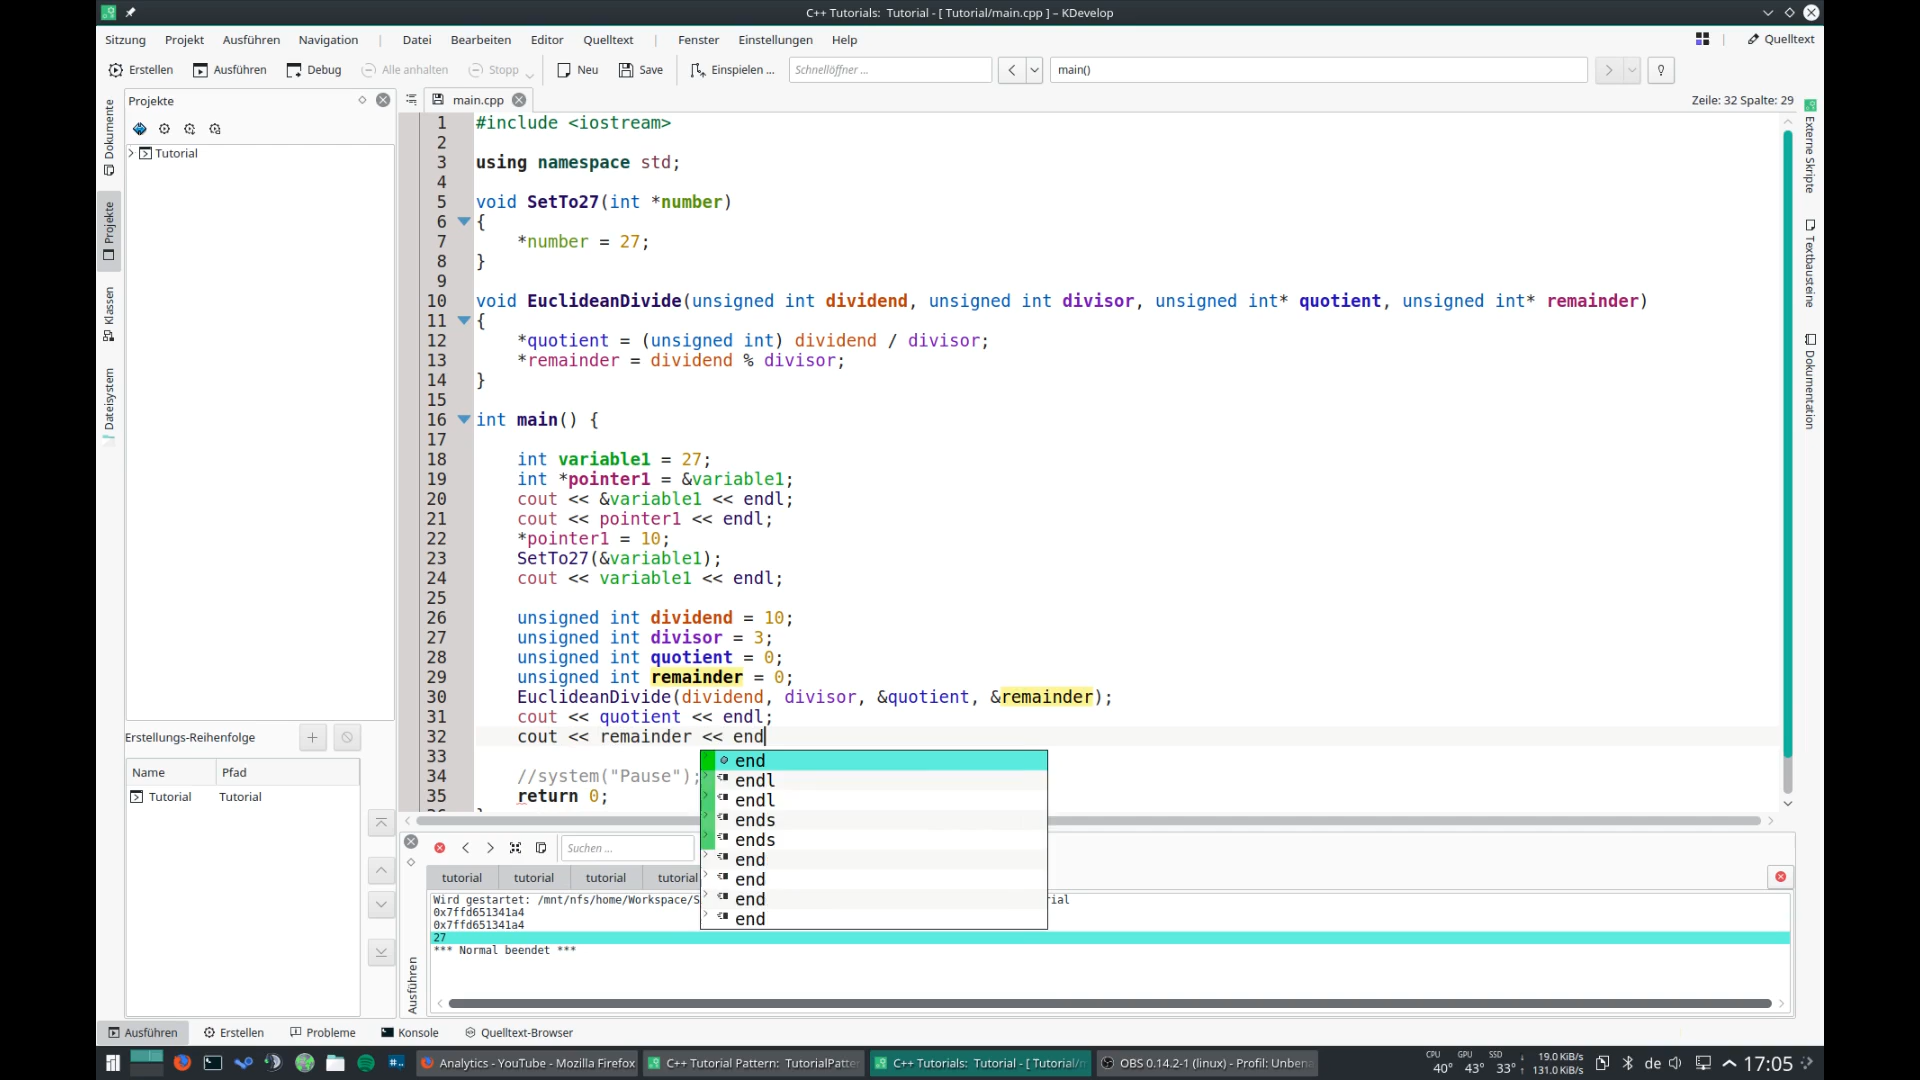 C++ Tutorials: Tutorial - [ Tutorial/main.cpp ] – KDevelop
Sitzung Projekt Ausführen Navigation | Datei Bearbeiten Editor Quelltext | Fenster Einstellungen Help | Quelltext
Erstellen Ausführen Debug Alle anhalten Stopp Neu Save Einspielen ... Schnellöffner ... main()
Projekte
main.cpp
Zeile: 32 Spalte: 29
Dokumente
Projekte
Klassen
Dateisystem
Tutorial
Externe Skripte
Textbausteine
Dokumentation
1 #include <iostream>
2
3 using namespace std;
4
5 void SetTo27(int *number)
6 {
7 *number = 27;
8 }
9
10 void EuclideanDivide(unsigned int dividend, unsigned int divisor, unsigned int* quotient, unsigned int* remainder)
11 {
12 *quotient = (unsigned int) dividend / divisor;
13 *remainder = dividend % divisor;
14 }
15
16 int main() {
17
18 int variable1 = 27;
19 int *pointer1 = &variable1;
20 cout << &variable1 << endl;
21 cout << pointer1 << endl;
22 *pointer1 = 10;
23 SetTo27(&variable1);
24 cout << variable1 << endl;
25
26 unsigned int dividend = 10;
27 unsigned int divisor = 3;
28 unsigned int quotient = 0;
29 unsigned int remainder = 0;
30 EuclideanDivide(dividend, divisor, &quotient, &remainder);
31 cout << quotient << endl;
32 cout << remainder << end
33
34 //system("Pause");
35 return 0;
end
endl
endl
ends
ends
end
end
end
end
Erstellungs-Reihenfolge
Name Pfad
Tutorial Tutorial
Suchen ...
tutorial tutorial tutorial tutorial
Ausführen
Wird gestartet: /mnt/nfs/home/Workspace/S
0x7ffd651341a4
0x7ffd651341a4
27
*** Normal beendet ***
Ausführen Erstellen Probleme Konsole Quelltext-Browser
Analytics - YouTube - Mozilla Firefox
C++ Tutorial Pattern: TutorialPatte
C++ Tutorials: Tutorial - [ Tutorial/m
OBS 0.14.2-1 (linux) - Profil: Unben
CPU 40° GPU 43° SSD 33° 19.0 KiB/s 131.0 KiB/s de 17:05